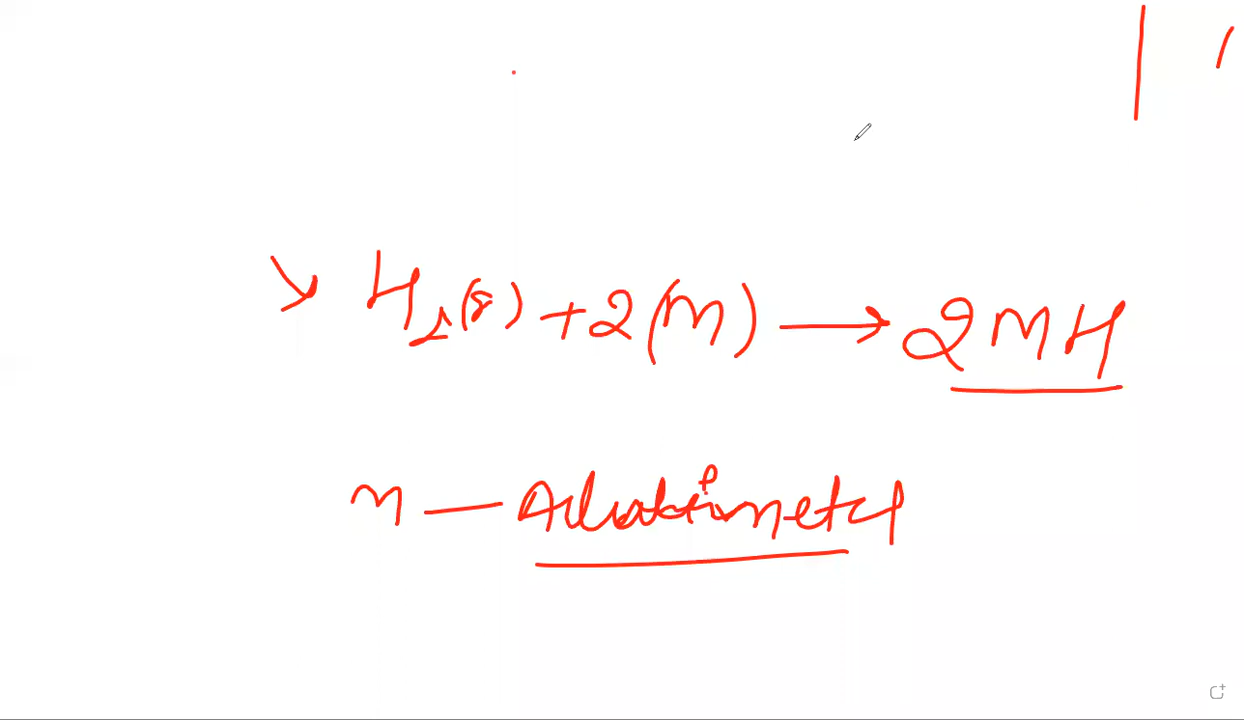 H₂(g) + 2(M) → 2MH
M — Alkali metal